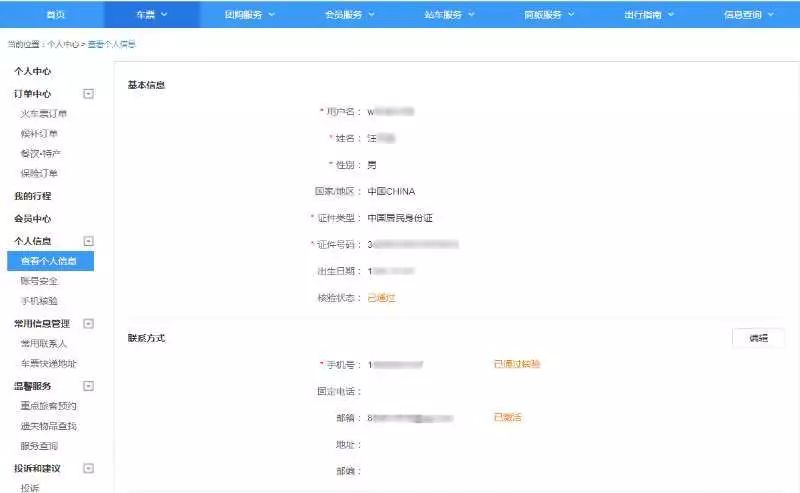 首页 车票 团购服务 会员服务 站车服务 商旅服务 出行指南 信息查询
当前位置：个人中心 > 查看个人信息
个人中心
订单中心
火车票订单
候补订单
餐饮•特产
保险订单
我的行程
会员中心
个人信息
查看个人信息
账号安全
手机核验
常用信息管理
常用联系人
车票快递地址
温馨服务
重点旅客预约
遗失物品查找
服务查询
投诉和建议
投诉
基本信息
* 用户名： w
* 姓名： 汪
* 性别： 男
国家/地区： 中国CHINA
* 证件类型： 中国居民身份证
* 证件号码： 3
出生日期： 1
核验状态： 已通过
联系方式 编辑
* 手机号： 1 已通过核验
固定电话：
邮箱： 8 已激活
地址：
邮编：